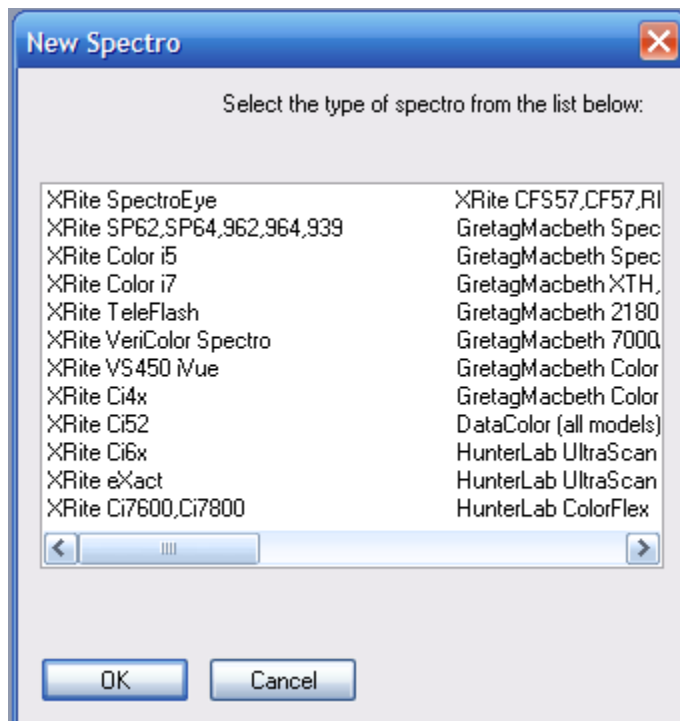 New Spectro
Select the type of spectro from the list below:
XRite SpectroEye
XRite SP62,SP64,962,964,939
XRite Color i5
XRite Color i7
XRite TeleFlash
XRite VeriColor Spectro
XRite VS450 iVue
XRite Ci4x
XRite Ci52
XRite Ci6x
XRite eXact
XRite Ci7600,Ci7800
XRite CFS57,CF57,RI
GretagMacbeth Spec
GretagMacbeth Spec
GretagMacbeth XTH,
GretagMacbeth 2180
GretagMacbeth 7000
GretagMacbeth Color
GretagMacbeth Color
DataColor (all models)
HunterLab UltraScan
HunterLab UltraScan
HunterLab ColorFlex
OK
Cancel